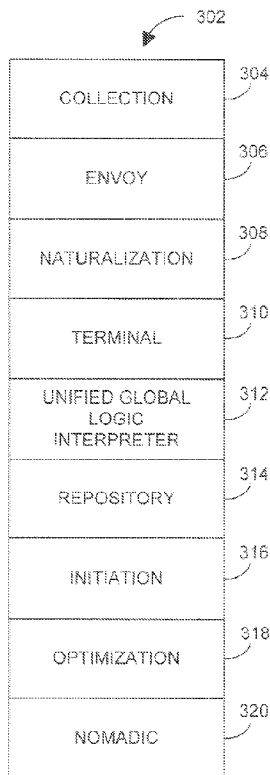 302
COLLECTION 304
ENVOY 306
NATURALIZATION 308
TERMINAL 310
UNIFIED GLOBAL
LOGIC 312
INTERPRETER
REPOSITORY 314
INITIATION 316
OPTIMIZATION 318
NOMADIC 320